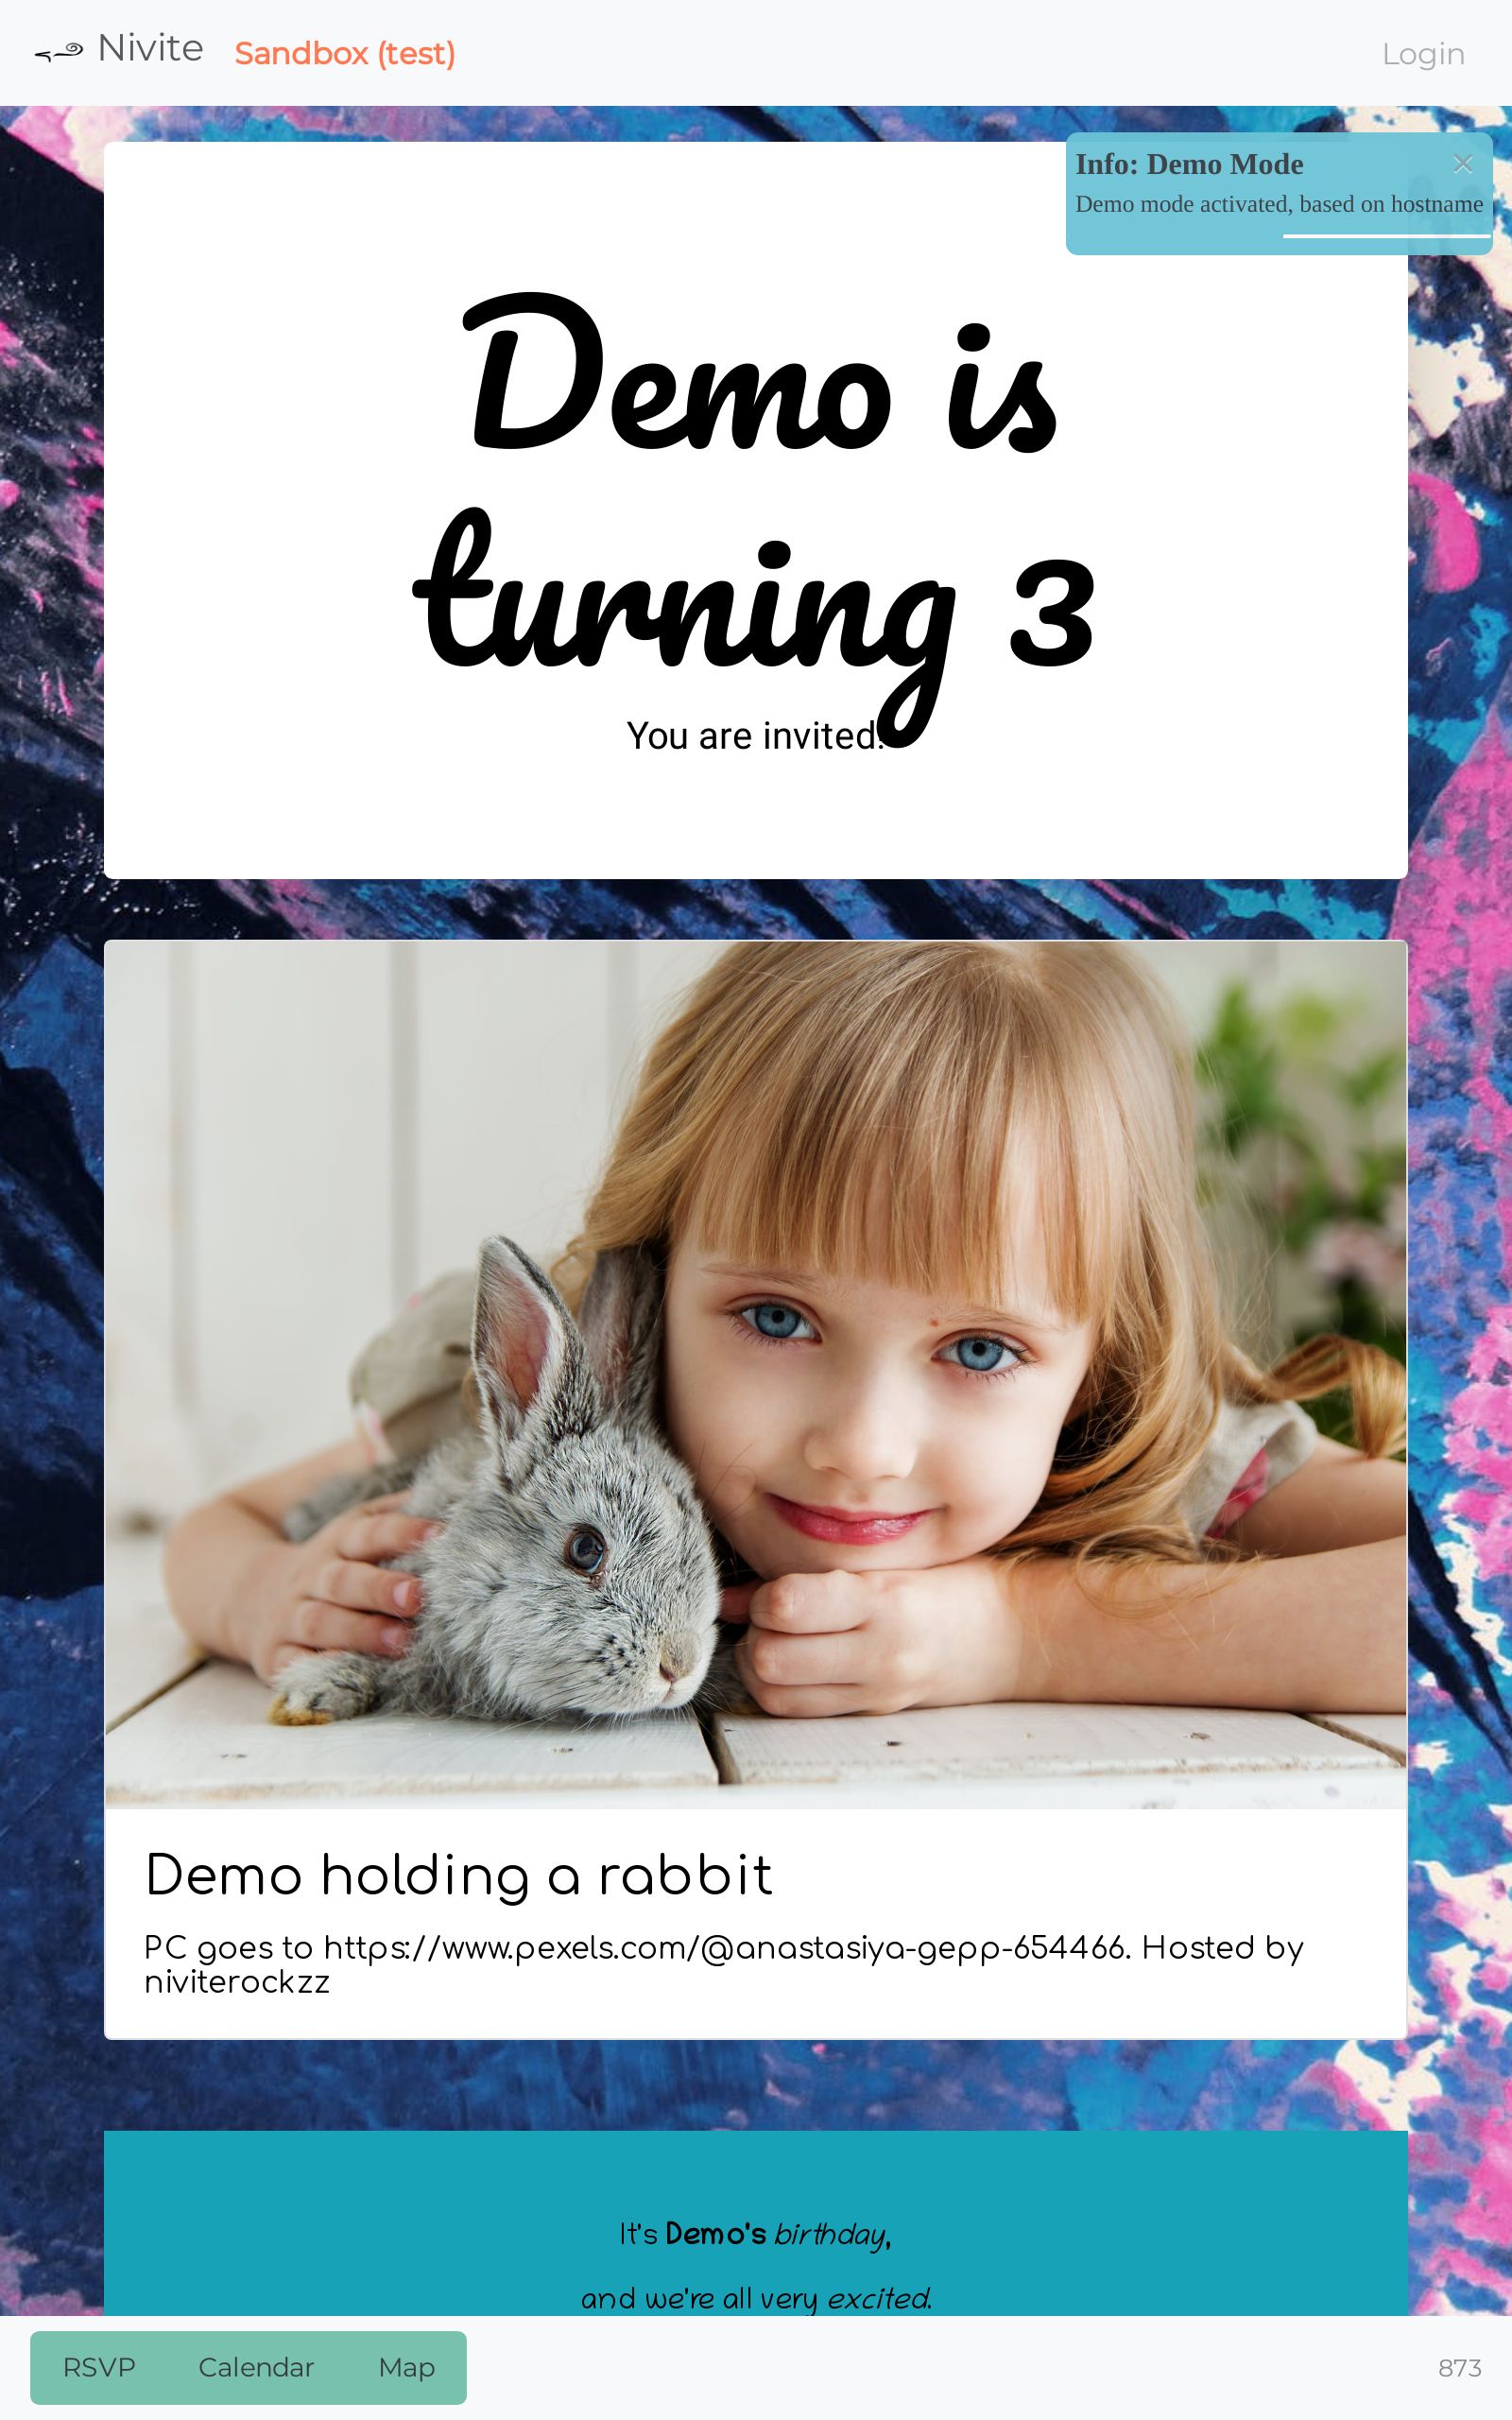 Nivite Sandbox (test) Login
Info: Demo Mode
Demo mode activated, based on hostname
Demo is
turning 3
You are invited.
Demo holding a rabbit
PC goes to https://www.pexels.com/@anastasiya-gepp-654466. Hosted by
niviterockzz
It's Demo's birthday,
and we're all very excited.
RSVP Calendar Map 873